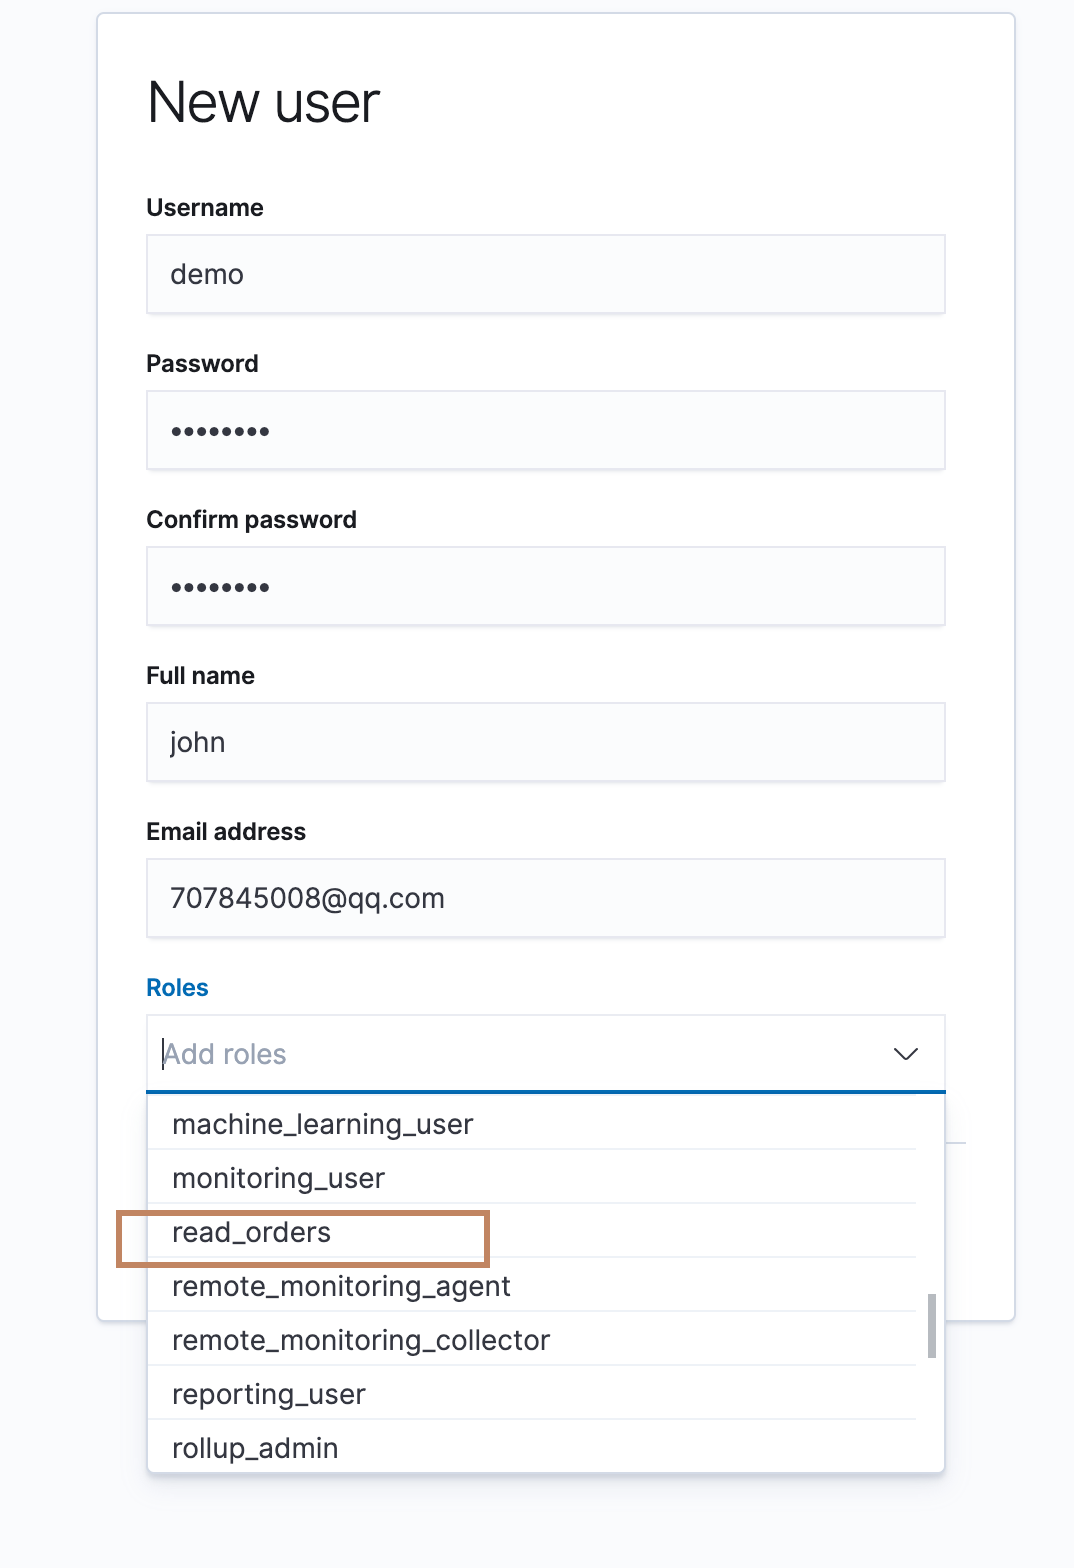 New user
Username
demo
Password
••••••••
Confirm password
••••••••
Full name
john
Email address
707845008@qq.com
Roles
Add roles
machine_learning_user
monitoring_user
read_orders
remote_monitoring_agent
remote_monitoring_collector
reporting_user
rollup_admin